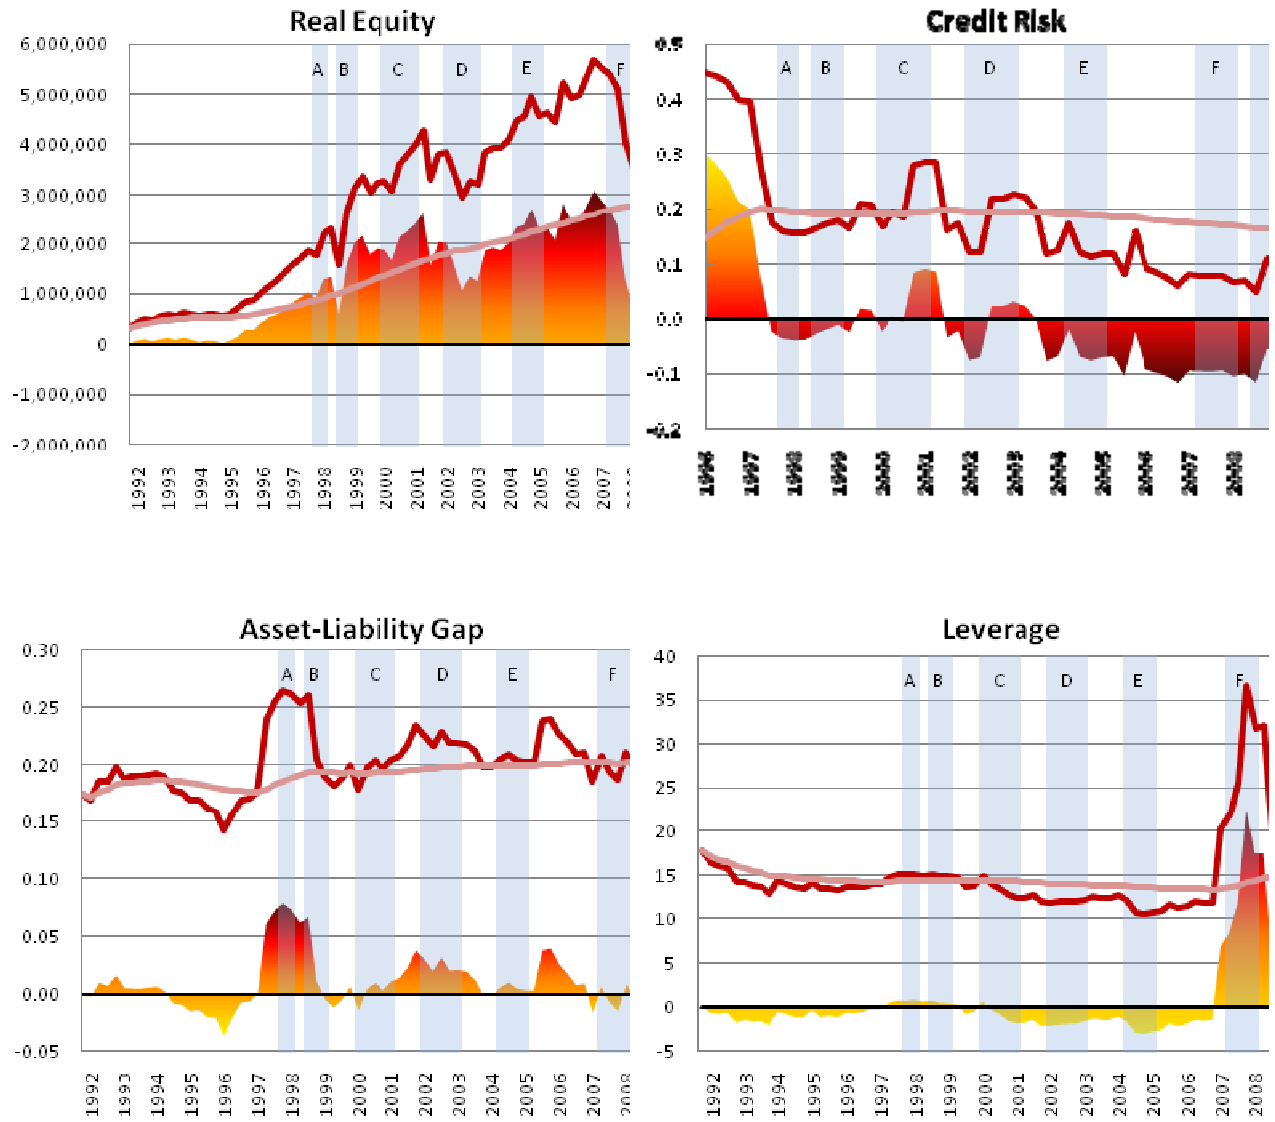 Real Equity
6,000,000
A B C D E F
5,000,000
4,000,000
3,000,000
2,000,000
1,000,000
0
-1,000,000
-2,000,000
1992 1993 1994 1995 1996 1997 1998 1999 2000 2001 2002 2003 2004 2005 2006 2007
Credit Risk
0.5
A B C D E F
0.4
0.3
0.2
0.1
0.0
-0.1
-0.2
1996 1997 1998 1999 2000 2001 2002 2003 2004 2005 2006 2007 2008
Asset-Liability Gap
0.30
A B C D E F
0.25
0.20
0.15
0.10
0.05
0.00
-0.05
1992 1993 1994 1995 1996 1997 1998 1999 2000 2001 2002 2003 2004 2005 2006 2007 2008
Leverage
40
A B C D E F
35
30
25
20
15
10
5
0
-5
1992 1993 1994 1995 1996 1997 1998 1999 2000 2001 2002 2003 2004 2005 2006 2007 2008